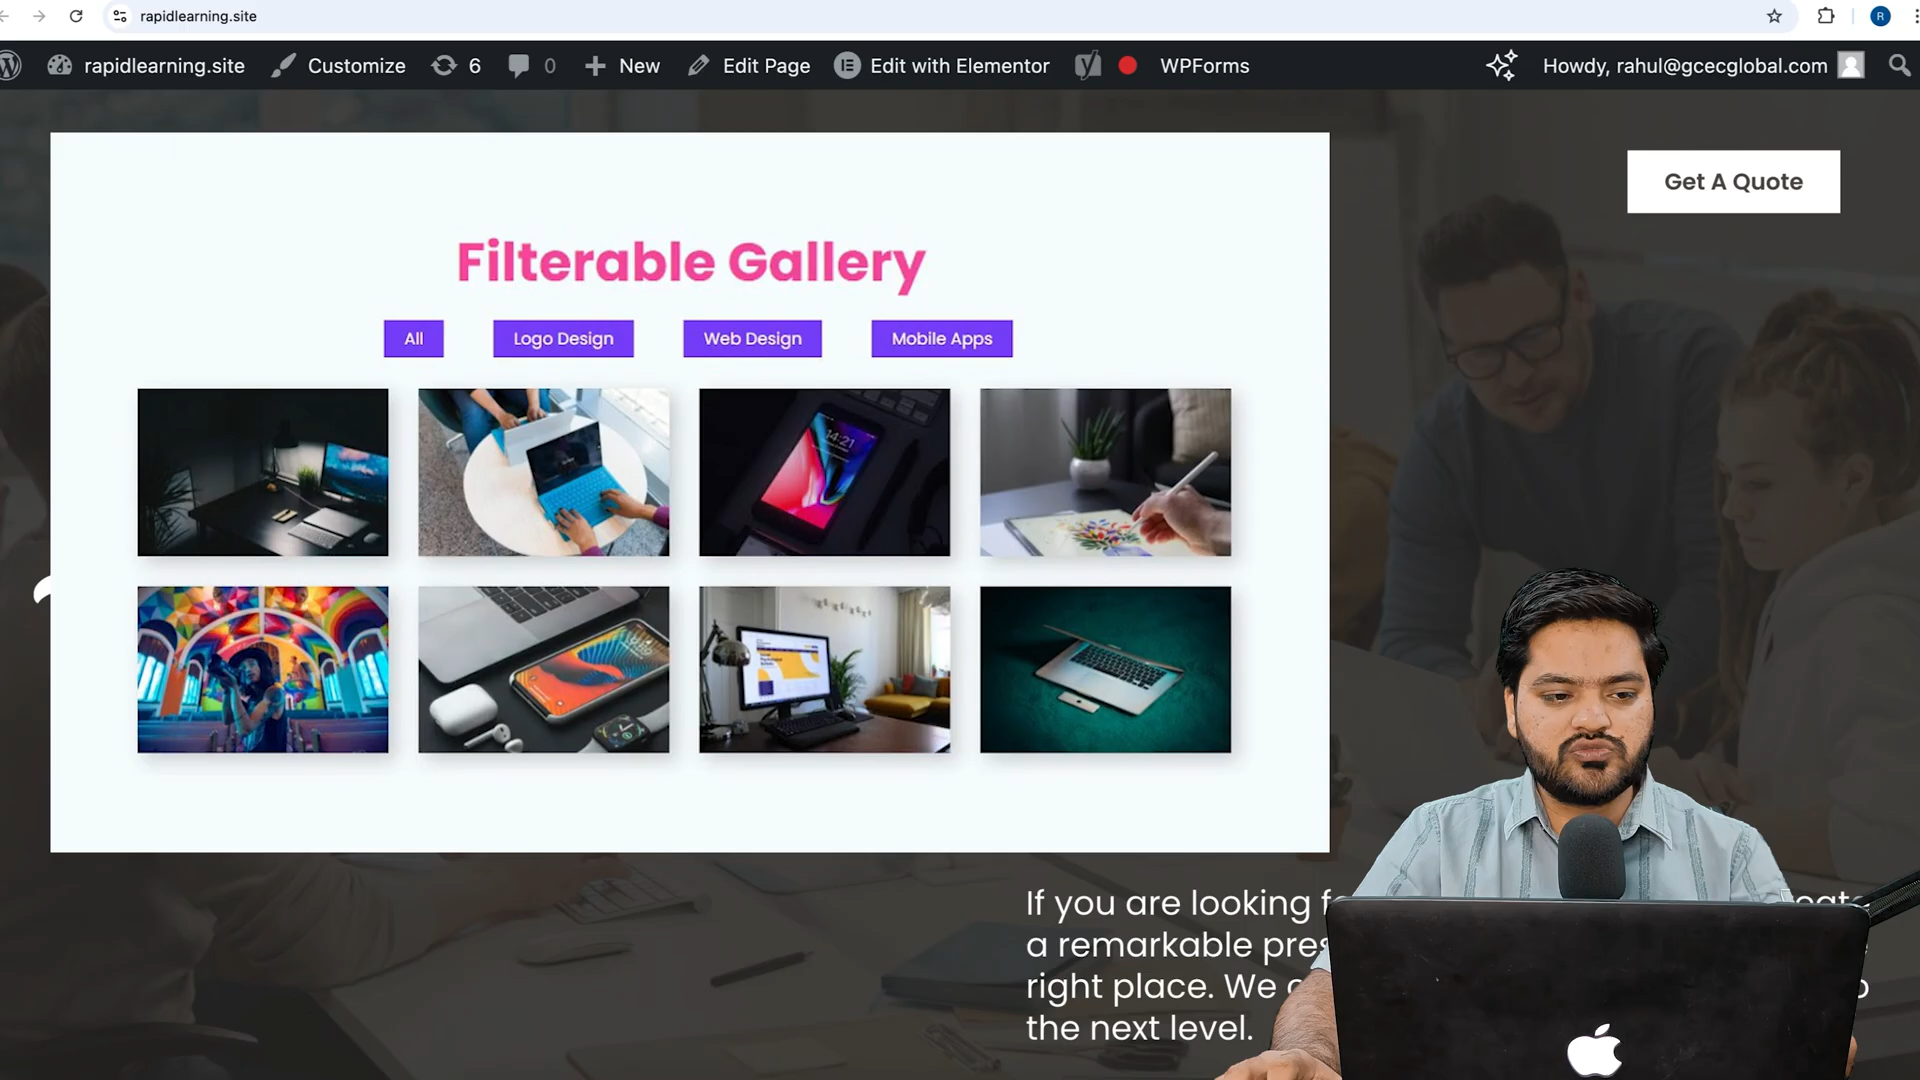 rapidlearning.site
R
rapidlearning.site
Customize
6
0
New
Edit Page
Edit with Elementor
WPForms
Howdy, rahul@gcecglobal.com
Get A Quote
Filterable Gallery
All
Logo Design
Web Design
Mobile Apps
14:21
If you are looking
a remarkable
right place. We
the next level.